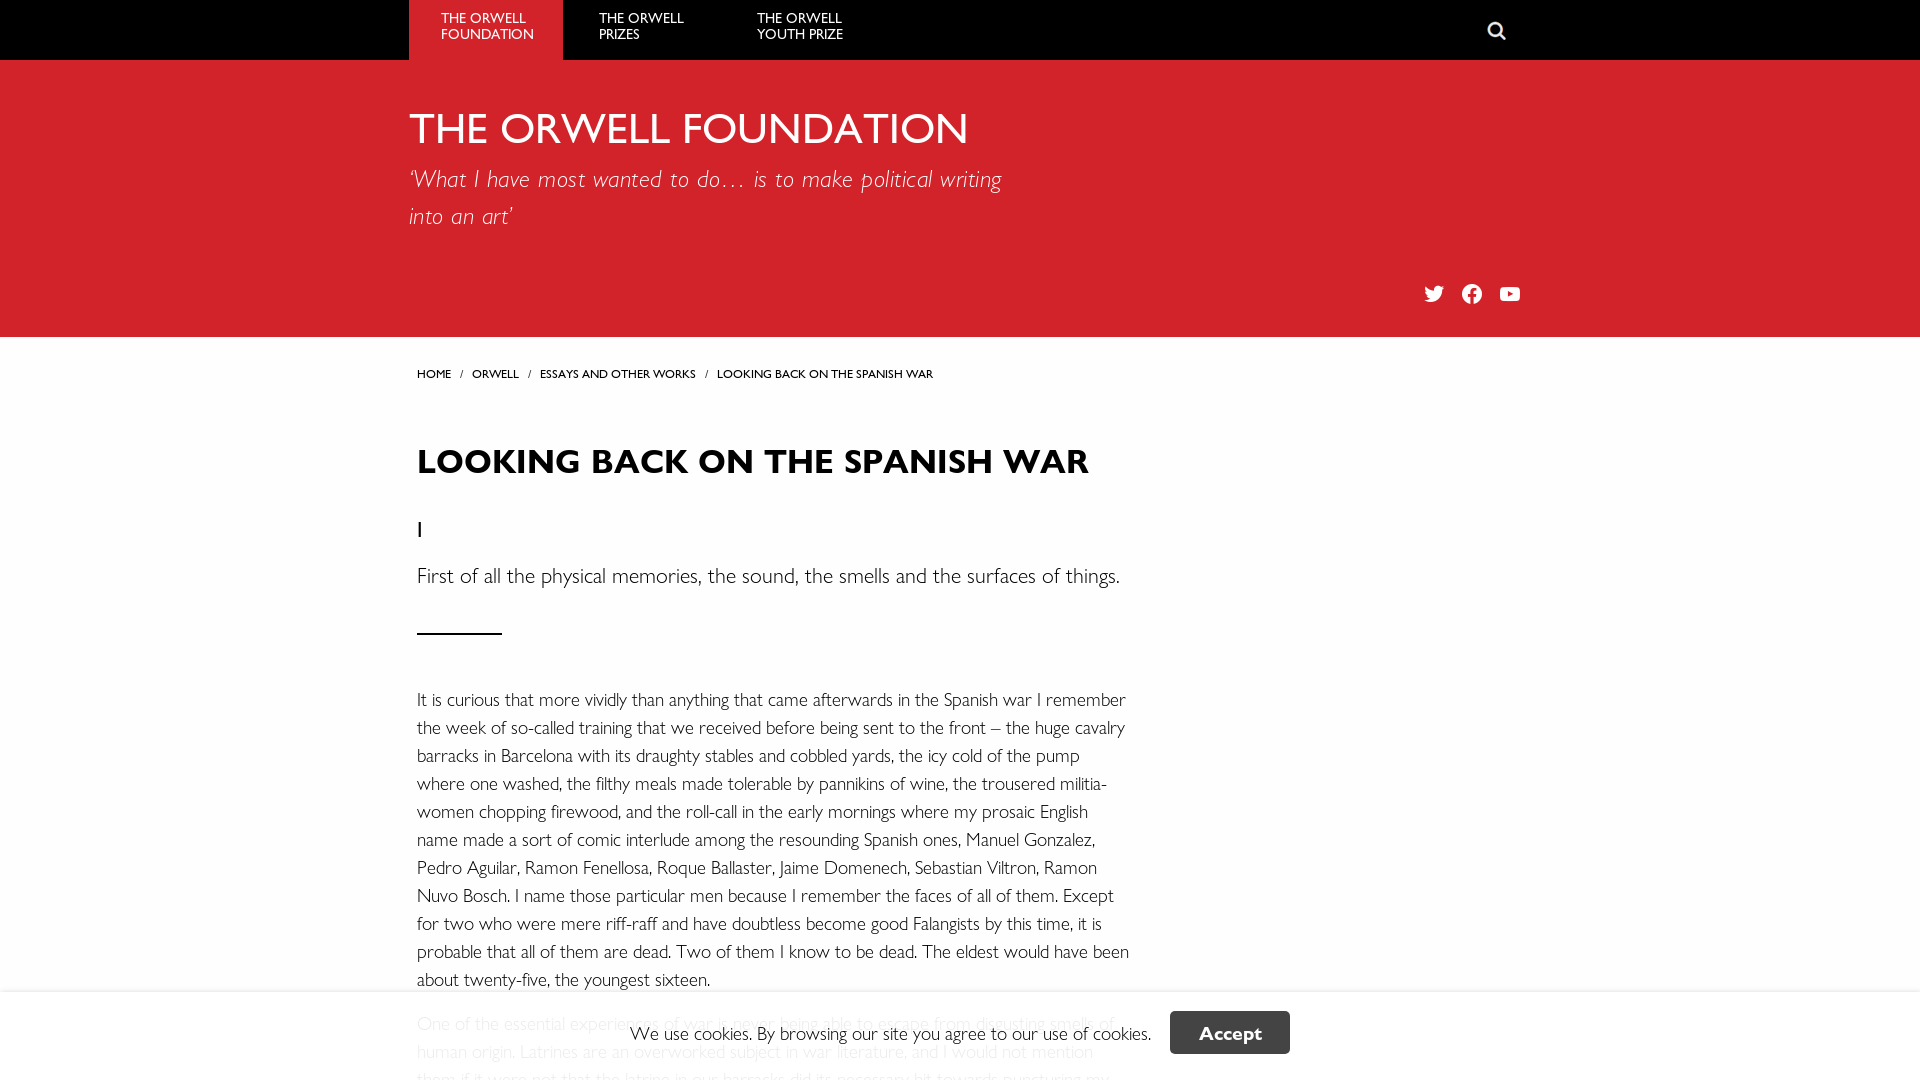 THE ORWELL
FOUNDATION
THE ORWELL
PRIZES
THE ORWELL
YOUTH PRIZE
THE ORWELL FOUNDATION
‘What I have most wanted to do… is to make political writing
into an art’
HOME / ORWELL / ESSAYS AND OTHER WORKS / LOOKING BACK ON THE SPANISH WAR
LOOKING BACK ON THE SPANISH WAR
I
First of all the physical memories, the sound, the smells and the surfaces of things.
It is curious that more vividly than anything that came afterwards in the Spanish war I remember
the week of so-called training that we received before being sent to the front – the huge cavalry
barracks in Barcelona with its draughty stables and cobbled yards, the icy cold of the pump
where one washed, the filthy meals made tolerable by pannikins of wine, the trousered militia-
women chopping firewood, and the roll-call in the early mornings where my prosaic English
name made a sort of comic interlude among the resounding Spanish ones, Manuel Gonzalez,
Pedro Aguilar, Ramon Fenellosa, Roque Ballaster, Jaime Domenech, Sebastian Viltron, Ramon
Nuvo Bosch. I name those particular men because I remember the faces of all of them. Except
for two who were mere riff-raff and have doubtless become good Falangists by this time, it is
probable that all of them are dead. Two of them I know to be dead. The eldest would have been
about twenty-five, the youngest sixteen.
One of the essential experiences of war is never being able to escape from disgusting smells of
human origin. Latrines are an overworked subject in war literature, and I would not mention
them if it were not that the latrine in our barracks did its necessary bit towards puncturing my
We use cookies. By browsing our site you agree to our use of cookies.
Accept